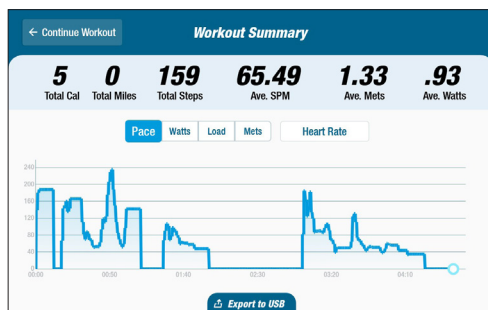 ← Continue Workout
Workout Summary
5 0 159 65.49 1.33 .93
Total Cal Total Miles Total Steps Ave. SPM Ave. Mets Ave. Watts
Pace Watts Load Mets Heart Rate
240
200
160
120
80
40
0
00:00 00:50 01:40 02:30 03:20 04:10
Export to USB